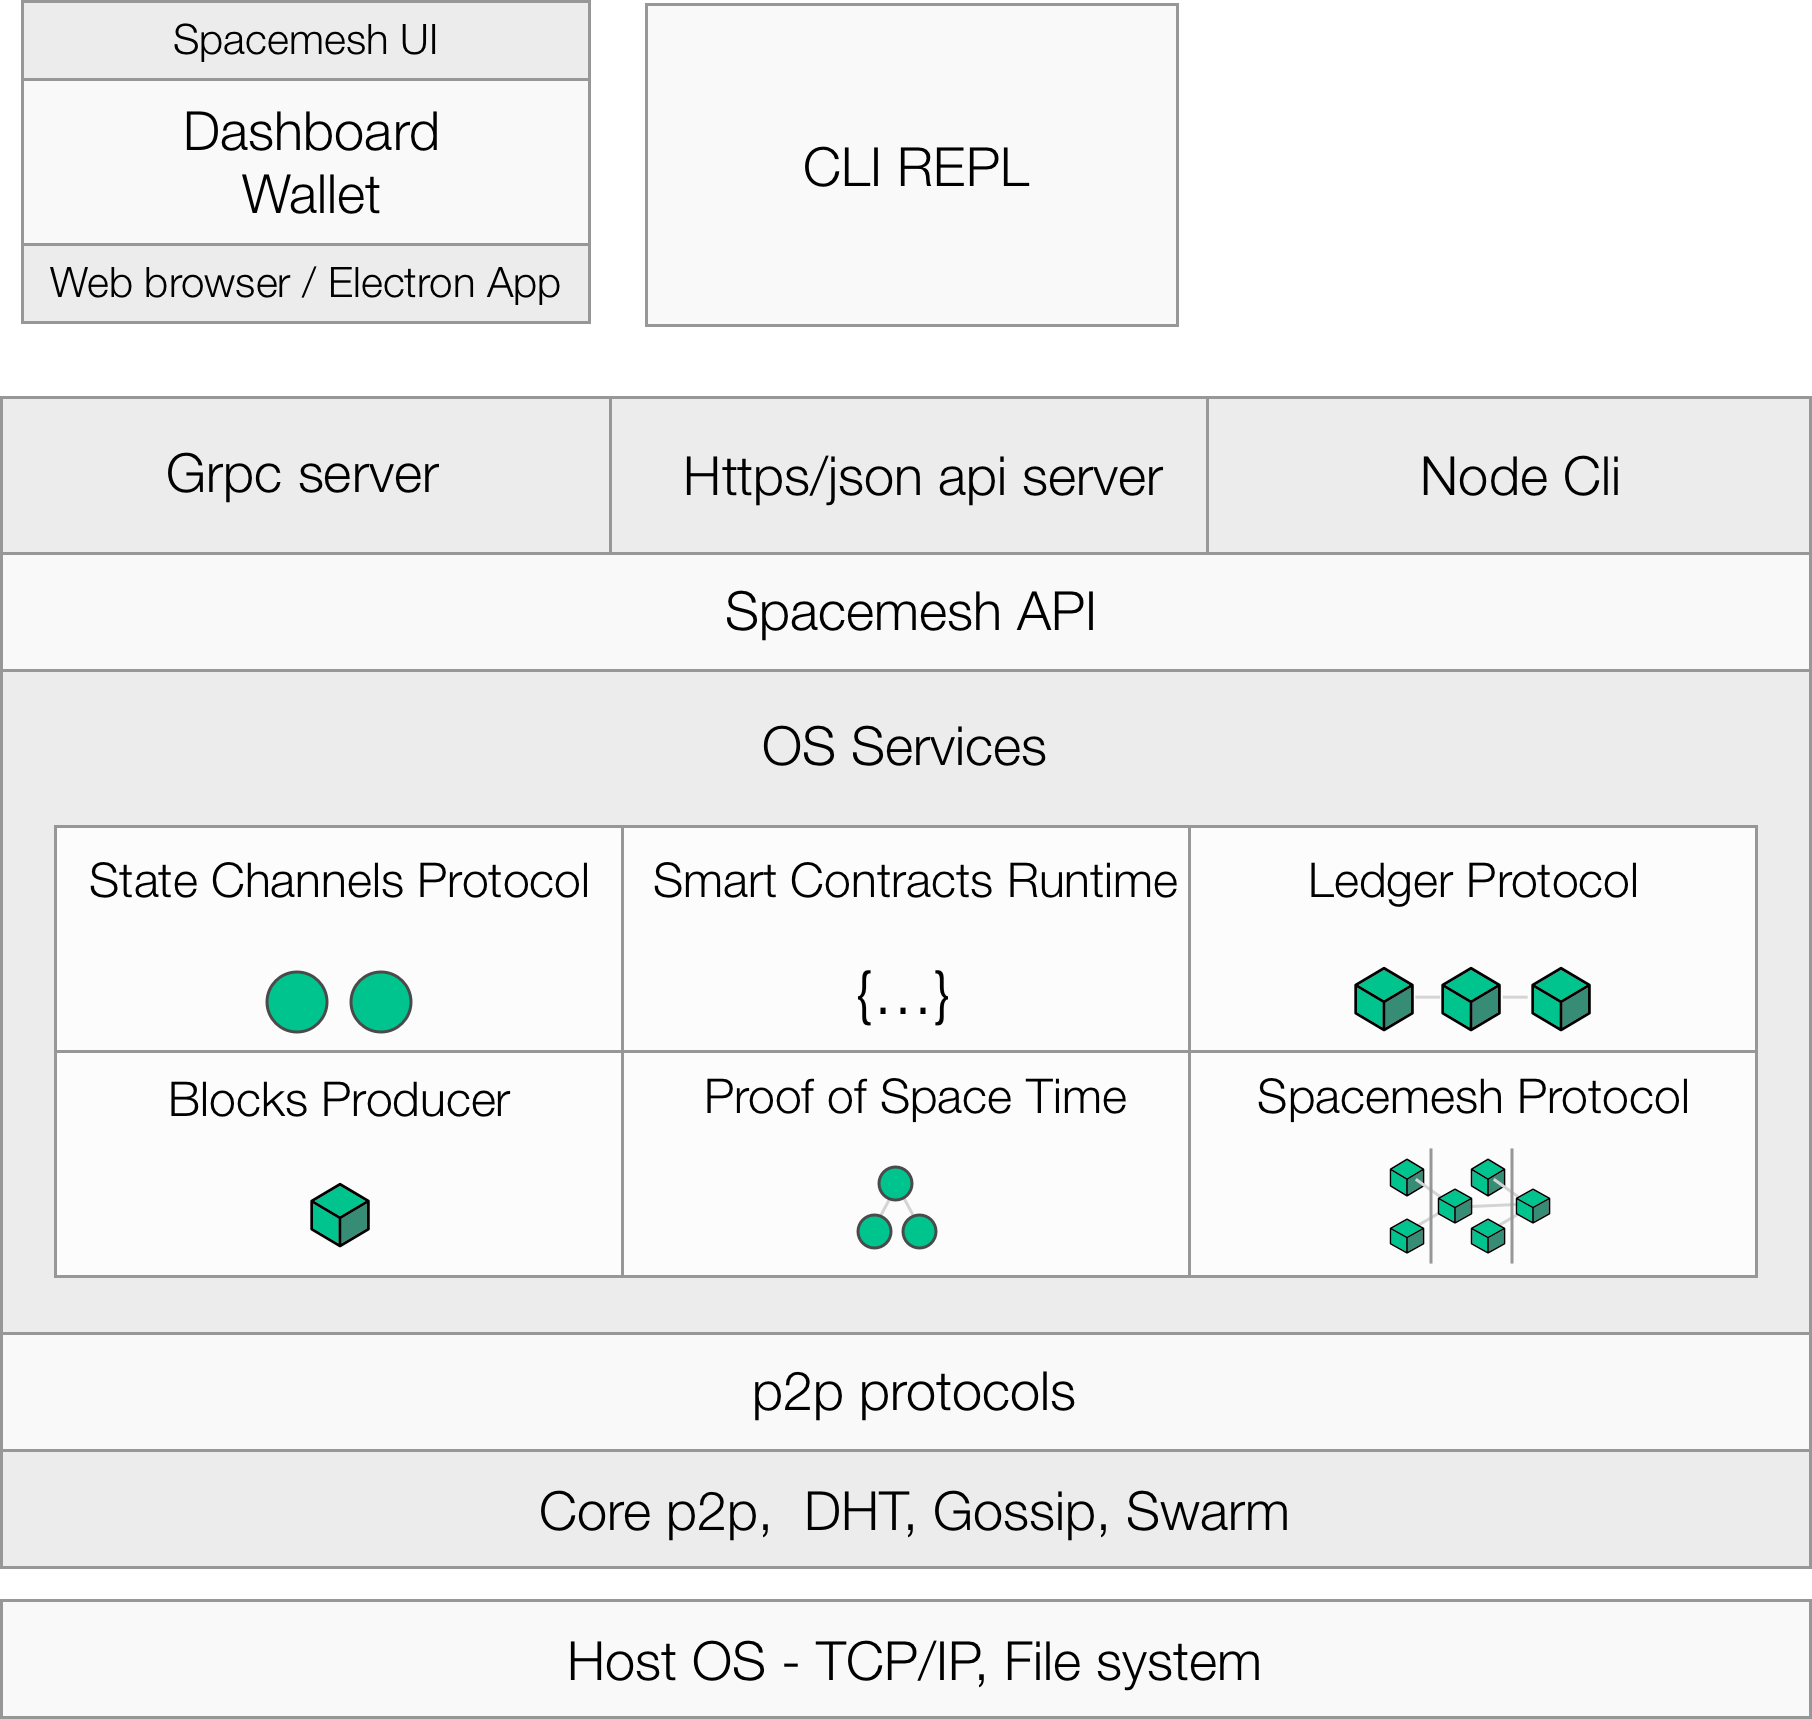 Spacemesh UI
Dashboard
Wallet
Web browser / Electron App
CLI REPL
Grpc server
Https/json api server
Node Cli
Spacemesh API
OS Services
State Channels Protocol
Smart Contracts Runtime
Ledger Protocol
{...}
Blocks Producer
Proof of Space Time
Spacemesh Protocol
p2p protocols
Core p2p,  DHT, Gossip, Swarm
Host OS - TCP/IP, File system